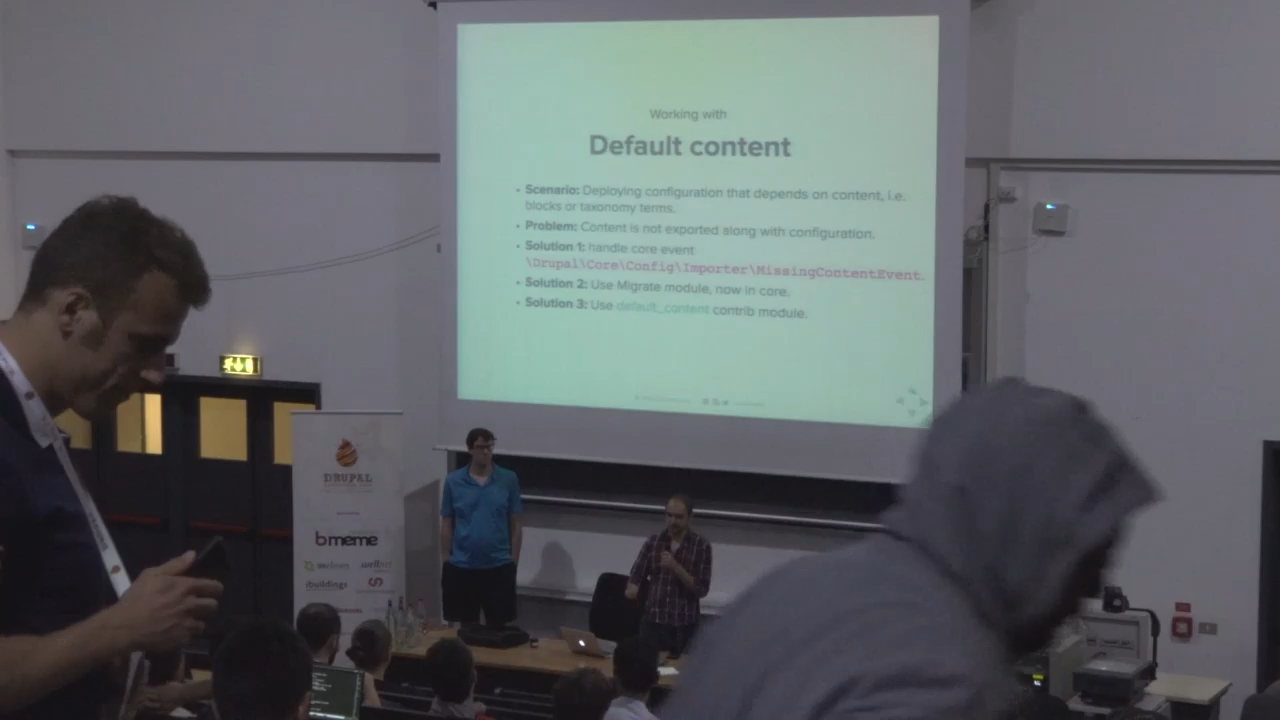 Working with
Default content
• Scenario: Deploying configuration that depends on content, i.e.
blocks or taxonomy terms.
• Problem: Content is not exported along with configuration.
• Solution 1: handle core event
\Drupal\Core\Config\Importer\MissingContentEvent.
• Solution 2: Use Migrate module, now in core.
• Solution 3: Use default_content contrib module.
DRUPAL
bmeme
ibuildings